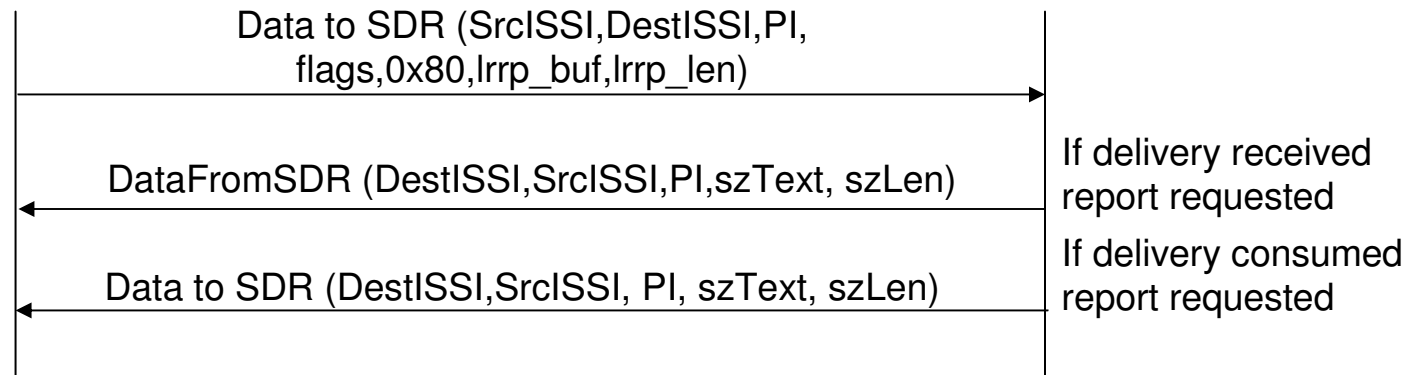 Data to SDR (SrcISSI,DestISSI,PI,
flags,0x80,lrrp_buf,lrrp_len)
If delivery received
report requested
DataFromSDR (DestISSI,SrcISSI,PI,szText, szLen)
If delivery consumed
report requested
Data to SDR (DestISSI,SrcISSI, PI, szText, szLen)